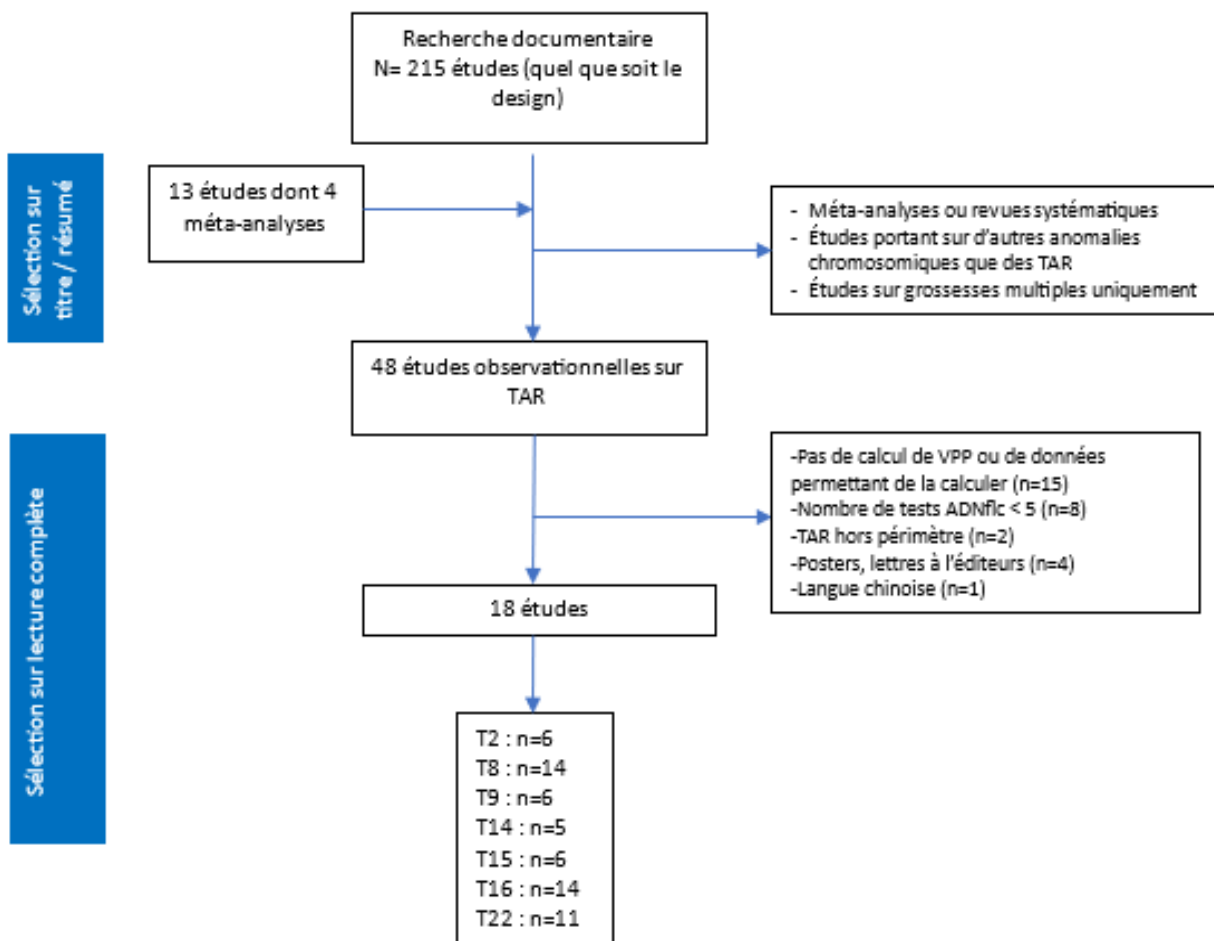 Recherche documentaire
N= 215 études (quel que soit le
design)
Sélection sur
titre / résumé
13 études dont 4
méta-analyses
- Méta-analyses ou revues systématiques
- Études portant sur d'autres anomalies
chromosomiques que des TAR
- Études sur grossesses multiples uniquement
48 études observationnelles sur
TAR
Sélection sur lecture complète
-Pas de calcul de VPP ou de données
permettant de la calculer (n=15)
-Nombre de tests ADNflc < 5 (n=8)
-TAR hors périmètre (n=2)
-Posters, lettres à l'éditeurs (n=4)
-Langue chinoise (n=1)
18 études
T2 : n=6
T8 : n=14
T9 : n=6
T14 : n=5
T15 : n=6
T16 : n=14
T22 : n=11